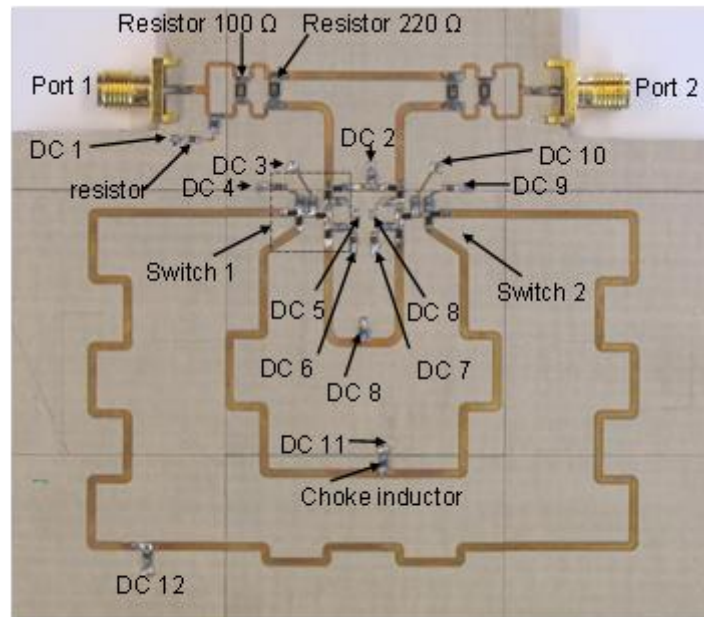 Resistor 100 Ω
Resistor 220 Ω
Port 1
Port 2
DC 1
resistor
DC 2
DC 3
DC 4
DC 10
DC 9
Switch 1
Switch 2
DC 5
DC 8
DC 6
DC 8
DC 7
DC 11
Choke inductor
DC 12